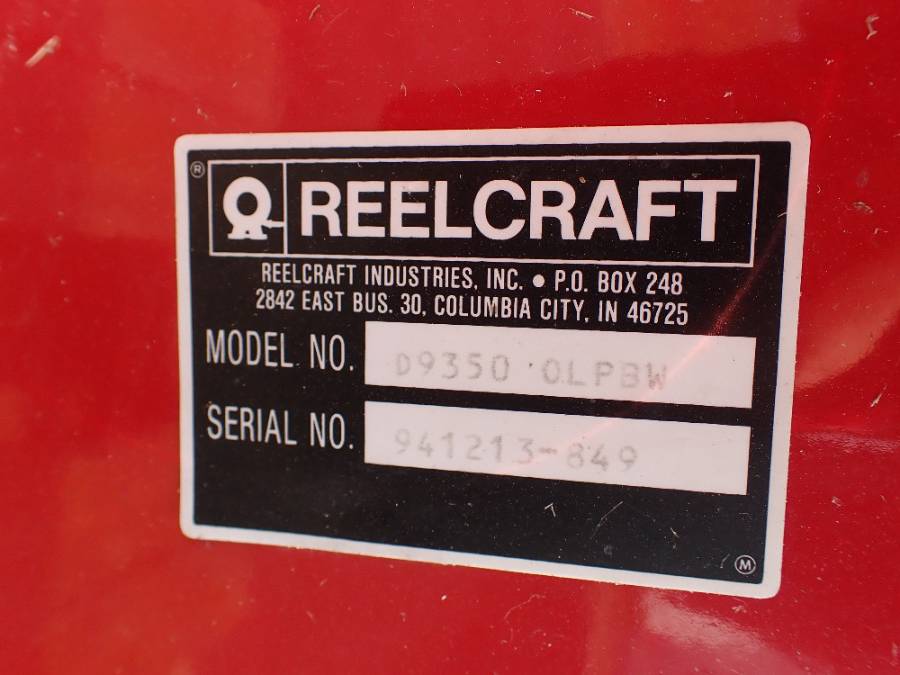 ®
REELCRAFT
REELCRAFT INDUSTRIES, INC. • P.O. BOX 248
2842 EAST BUS. 30, COLUMBIA CITY, IN 46725
MODEL NO. D9350 OLPBW
SERIAL NO. 941213-849
Ⓜ